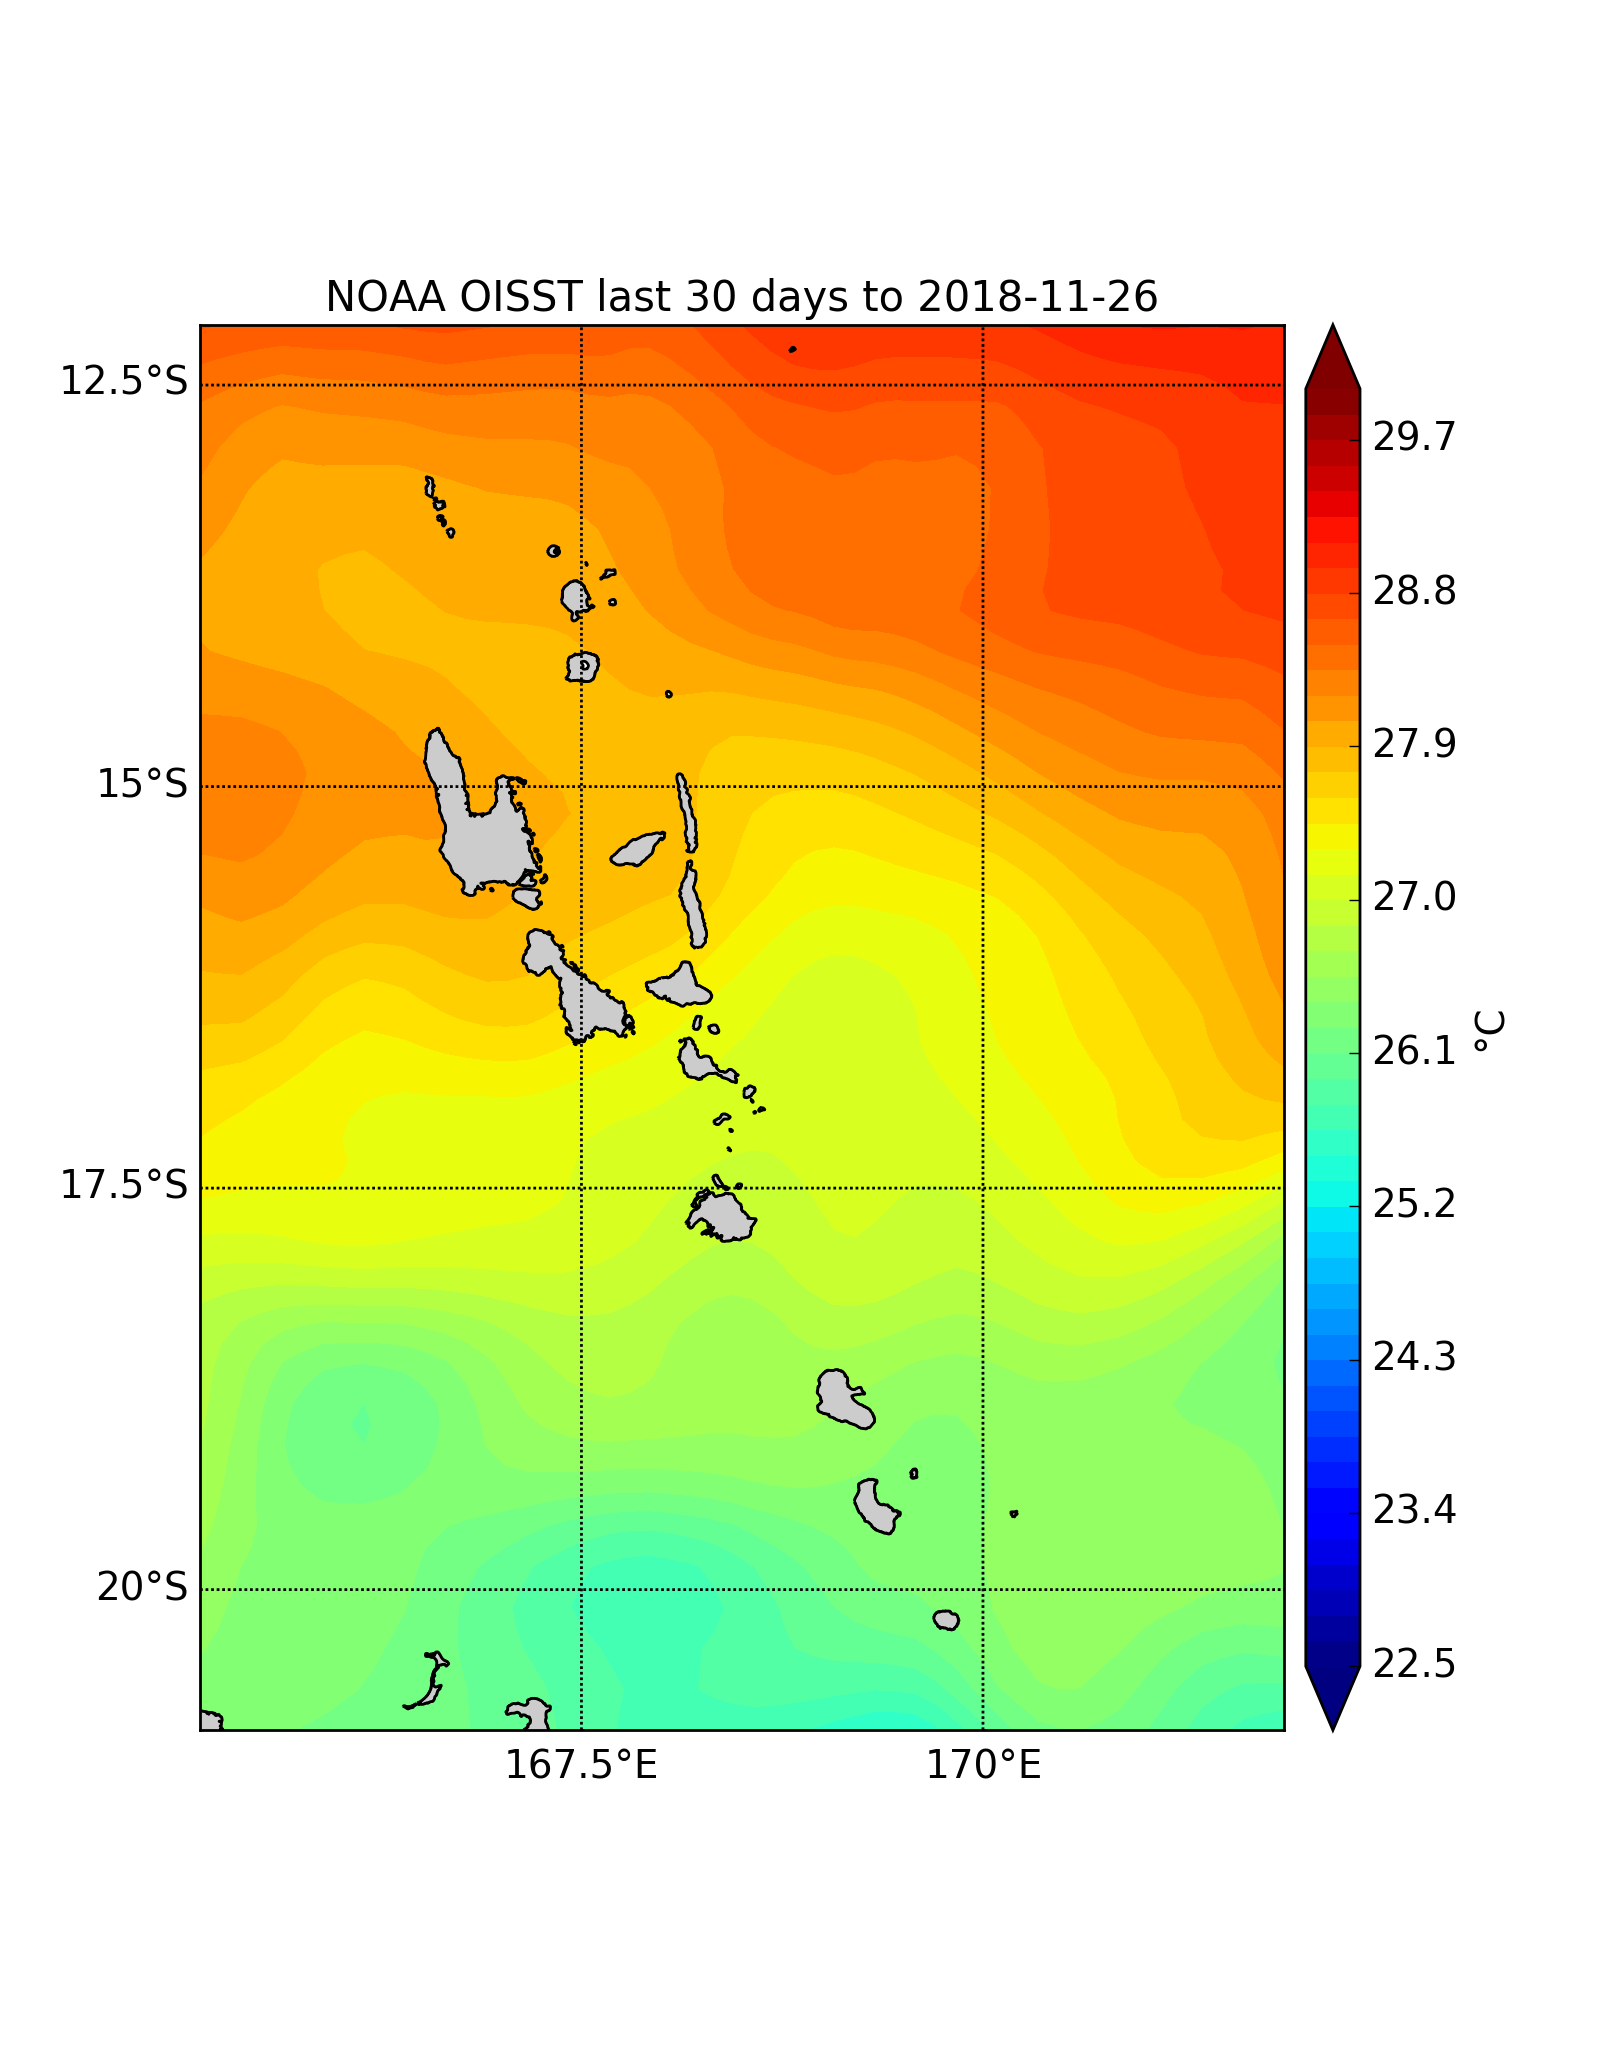 NOAA OISST last 30 days to 2018-11-26
12.5°S
15°S
17.5°S
20°S
167.5°E
170°E
29.7
28.8
27.9
27.0
26.1
25.2
24.3
23.4
22.5
°C